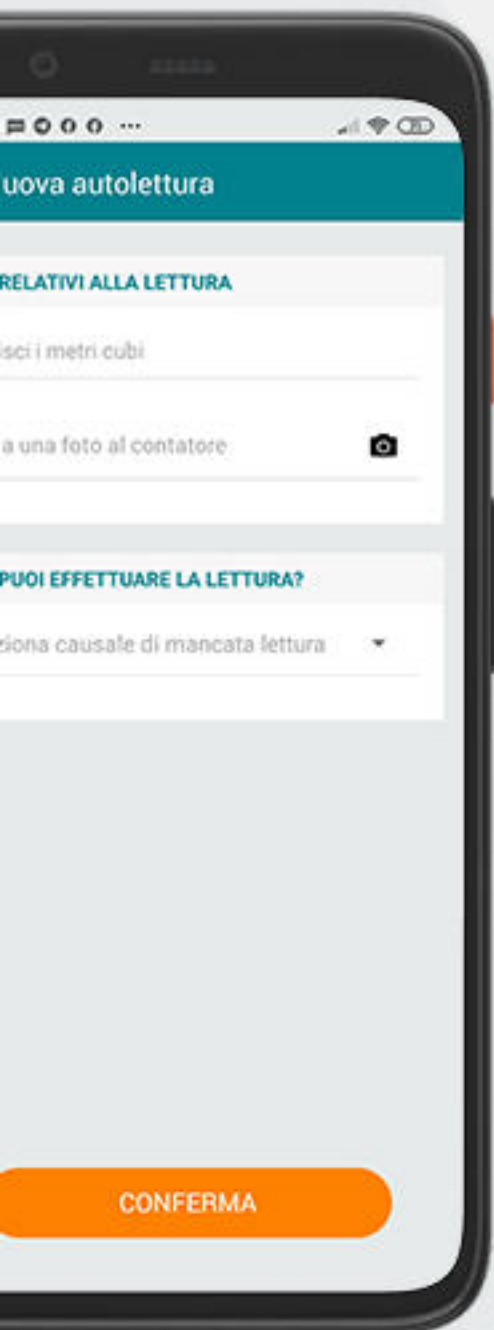 uova autolettura
RELATIVI ALLA LETTURA
isci i metri cubi
a una foto al contatore
PUOI EFFETTUARE LA LETTURA?
ziona causale di mancata lettura
CONFERMA